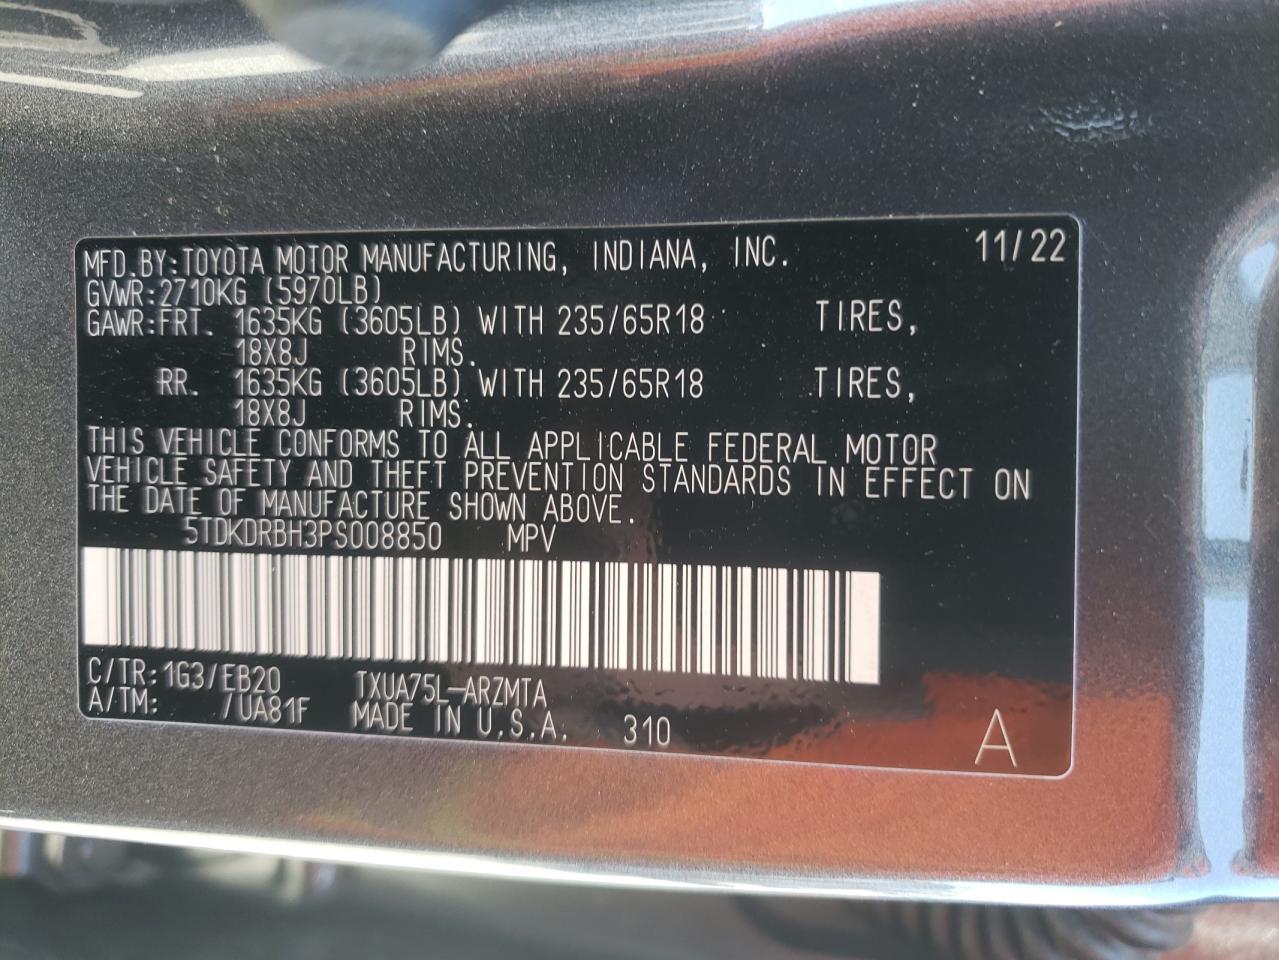 MFD.BY:TOYOTA MOTOR MANUFACTURING, INDIANA, INC. 11/22
GVWR:2710KG (5970LB)
GAWR:FRT. 1635KG (3605LB) WITH 235/65R18 TIRES,
18X8J RIMS.
RR. 1635KG (3605LB) WITH 235/65R18 TIRES,
18X8J RIMS.
THIS VEHICLE CONFORMS TO ALL APPLICABLE FEDERAL MOTOR
VEHICLE SAFETY AND THEFT PREVENTION STANDARDS IN EFFECT ON
THE DATE OF MANUFACTURE SHOWN ABOVE.
5TDKDRBH3PS008850 MPV
C/TR:1G3/EB20 TXUA75L-ARZMTA
A/TM: /UA81F MADE IN U.S.A. 310 A